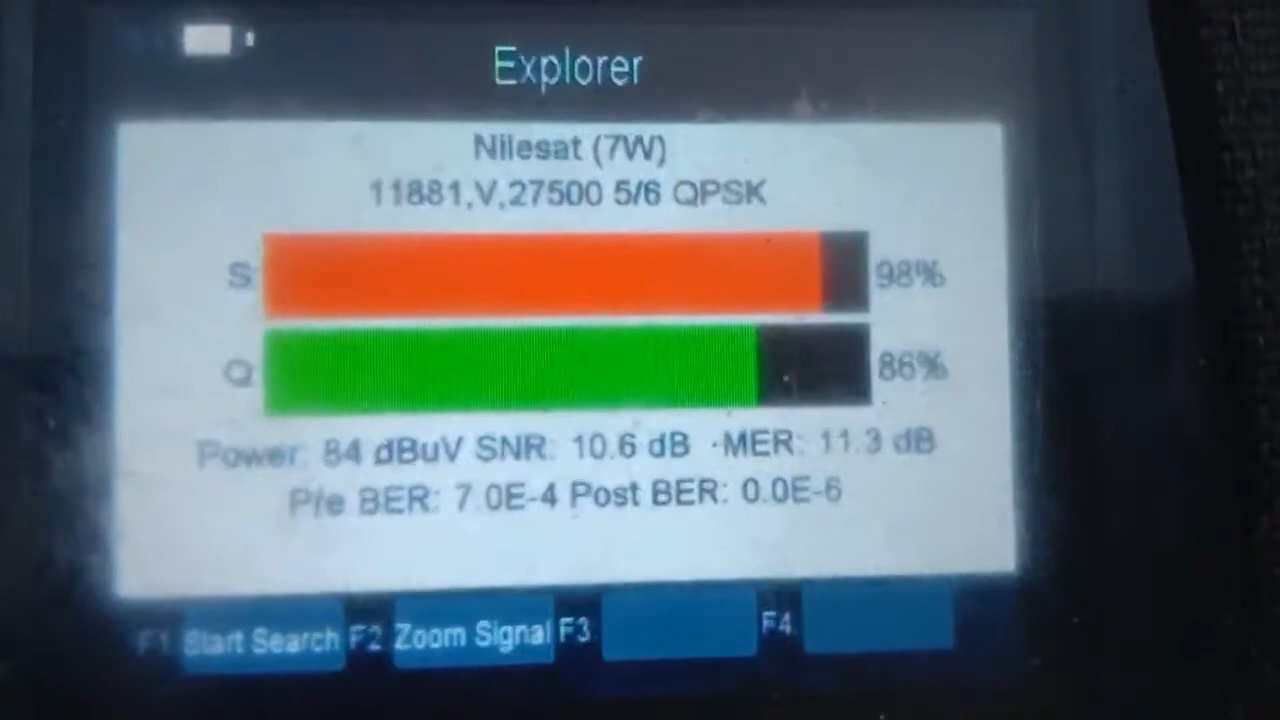 Explorer
Nilesat (7W)
11881,V,27500 5/6 QPSK
S: 98%
Q: 86%
Power: 84 dBuV SNR: 10.6 dB MER: 11.3 dB
Pre BER: 7.0E-4 Post BER: 0.0E-6
F1 Start Search F2 Zoom Signal F3 F4